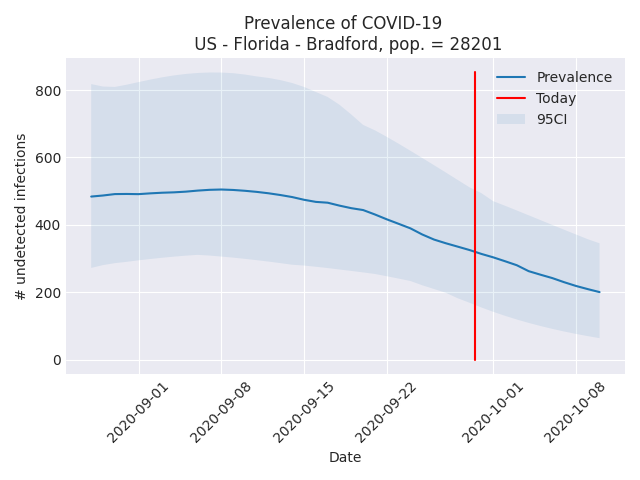 Prevalence of COVID-19
US - Florida - Bradford, pop. = 28201
# undetected infections
800
600
400
200
0
Prevalence
Today
95CI
2020-09-01
2020-09-08
2020-09-15
2020-09-22
2020-10-01
2020-10-08
Date